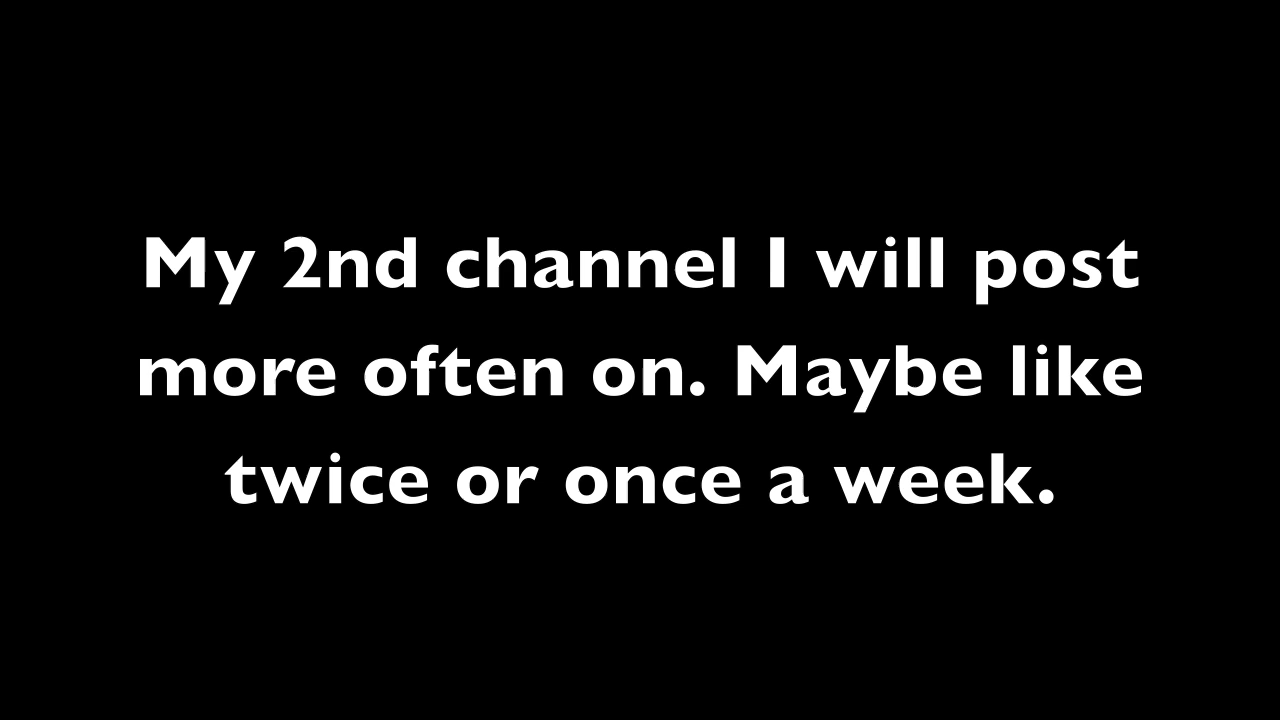 My 2nd channel I will post
more often on. Maybe like
twice or once a week.